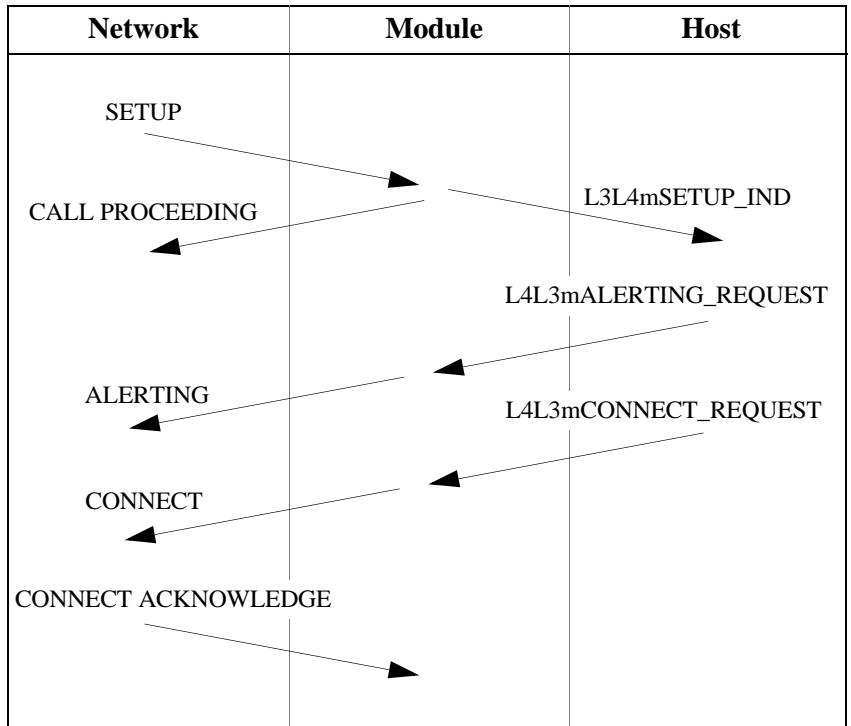 Network Module Host
SETUP
L3L4mSETUP_IND
CALL PROCEEDING
L4L3mALERTING_REQUEST
ALERTING
L4L3mCONNECT_REQUEST
CONNECT
CONNECT ACKNOWLEDGE